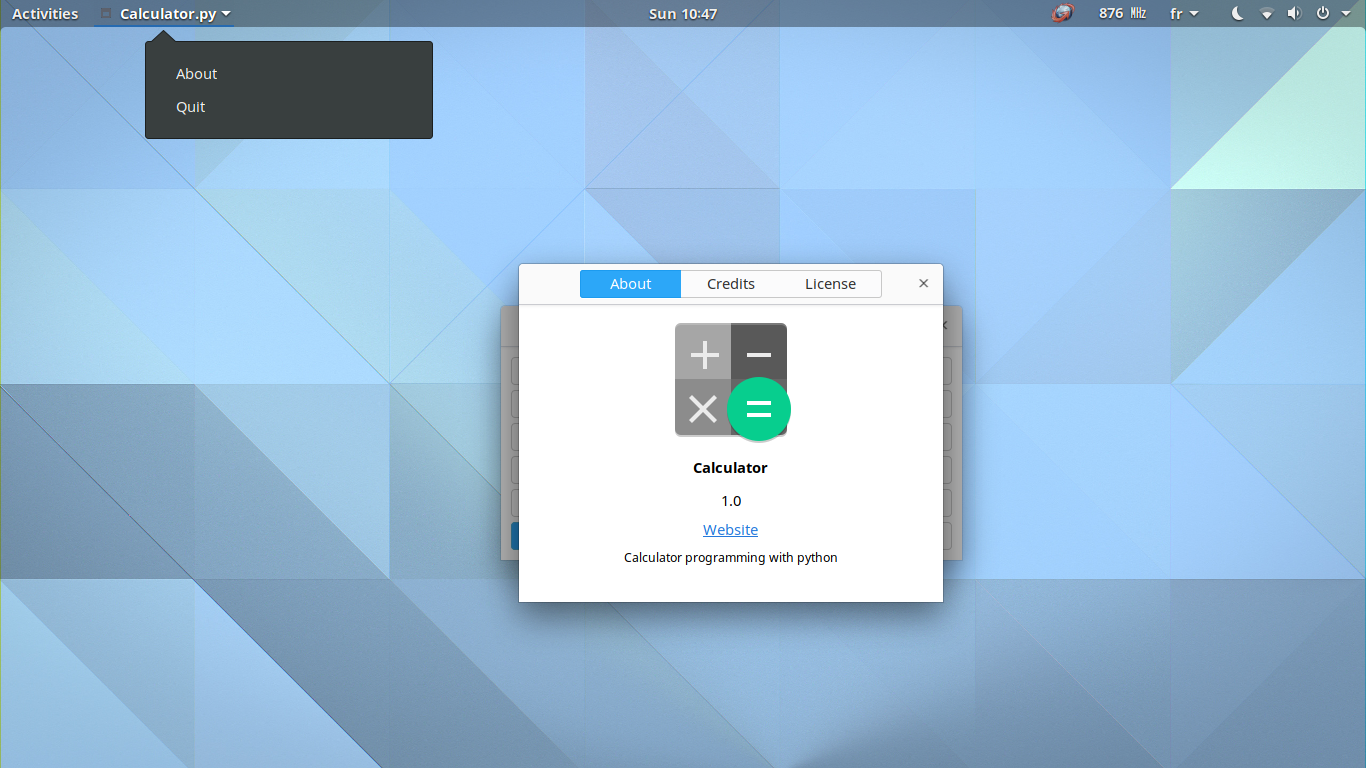 Activities Calculator.py Sun 10:47 876 MHz fr
About
Quit
About Credits License
Calculator
1.0
Website
Calculator programming with python